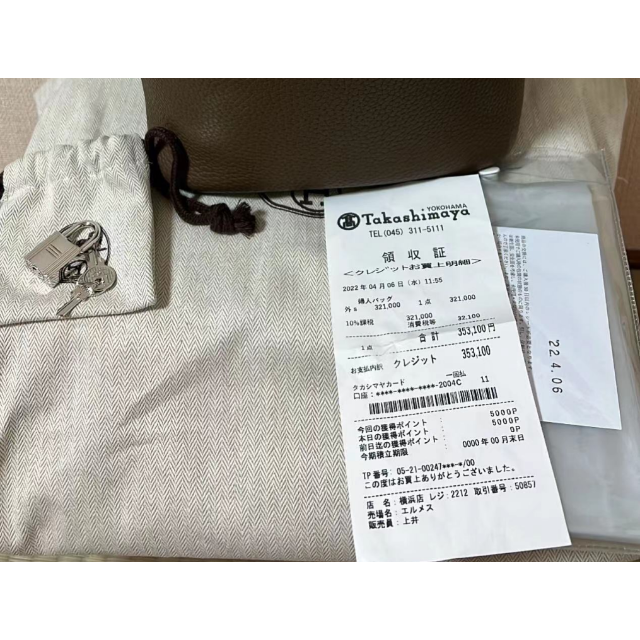 YOKOHAMA
Takashimaya
TEL (045) 311-5111
領収証
<クレジットお買上明細>
2022年04月06日(水) 11:55
婦人バッグ
外s 321,000 1点 321,000
321,000
10%課税 消費税等 32,100
1点 合計 353,100円
お支払内訳 クレジット 353,100
タカシマヤカード 一回払
口座:****-****-****-2004C 11
今回の獲得ポイント: 5000P
本日の獲得ポイント: 5000P
前日迄の獲得ポイント: 0P
今期積立期限 0000年00月末日
TP番号: 05-21-00247***-*/00
この度はお買上ありがとうございました。
店 名:横浜店 レジ:2212 取引番号:50857
売場名:エルメス
販売員:上井
22.4.06